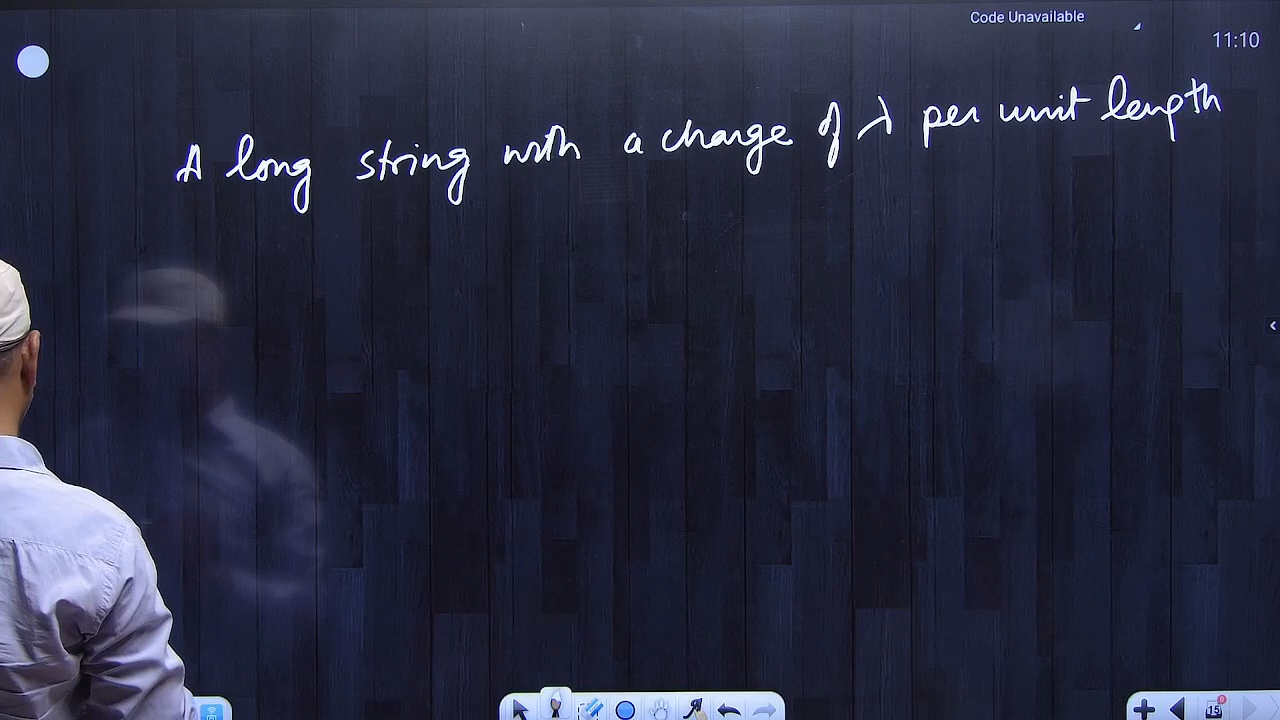 Code Unavailable
11:10
A long string with a charge of λ per unit length
15